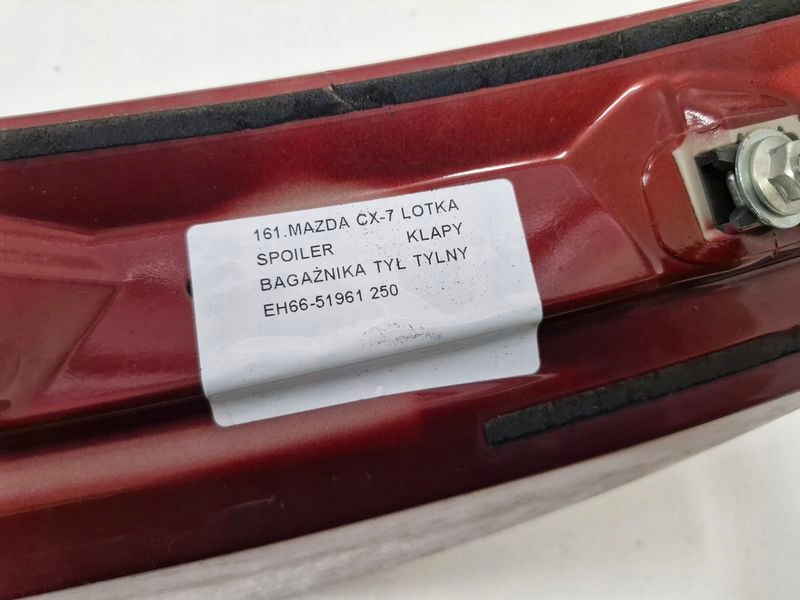 161.MAZDA CX-7 LOTKA
SPOILER KLAPY
BAGAŻNIKA TYŁ TYLNY
EH66-51961 250